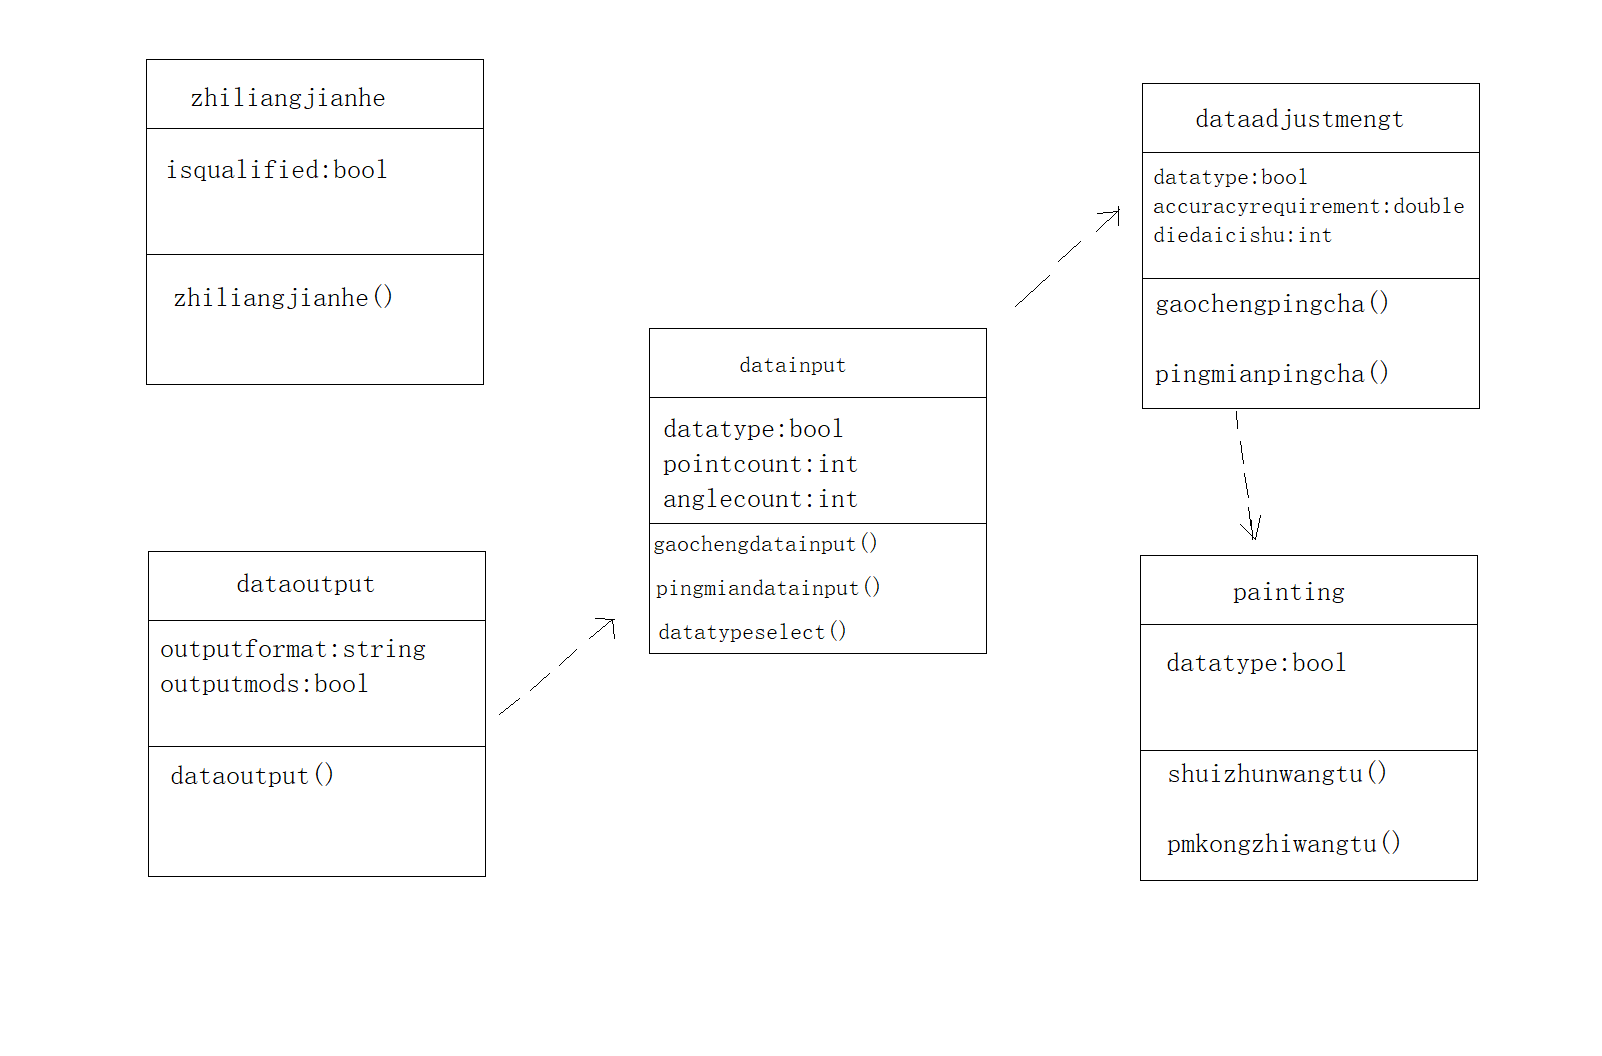 zhiliangjianhe
isqualified:bool
zhiliangjianhe()
dataoutput
outputformat:string
outputmods:bool
dataoutput()
datainput
datatype:bool
pointcount:int
anglecount:int
gaochengdatainput()
pingmiandatainput()
datatypeselect()
dataadjustmengt
datatype:bool
accuracyrequirement:double
diedaicishu:int
gaochengpingcha()
pingmianpingcha()
painting
datatype:bool
shuizhunwangtu()
pmkongzhiwangtu()